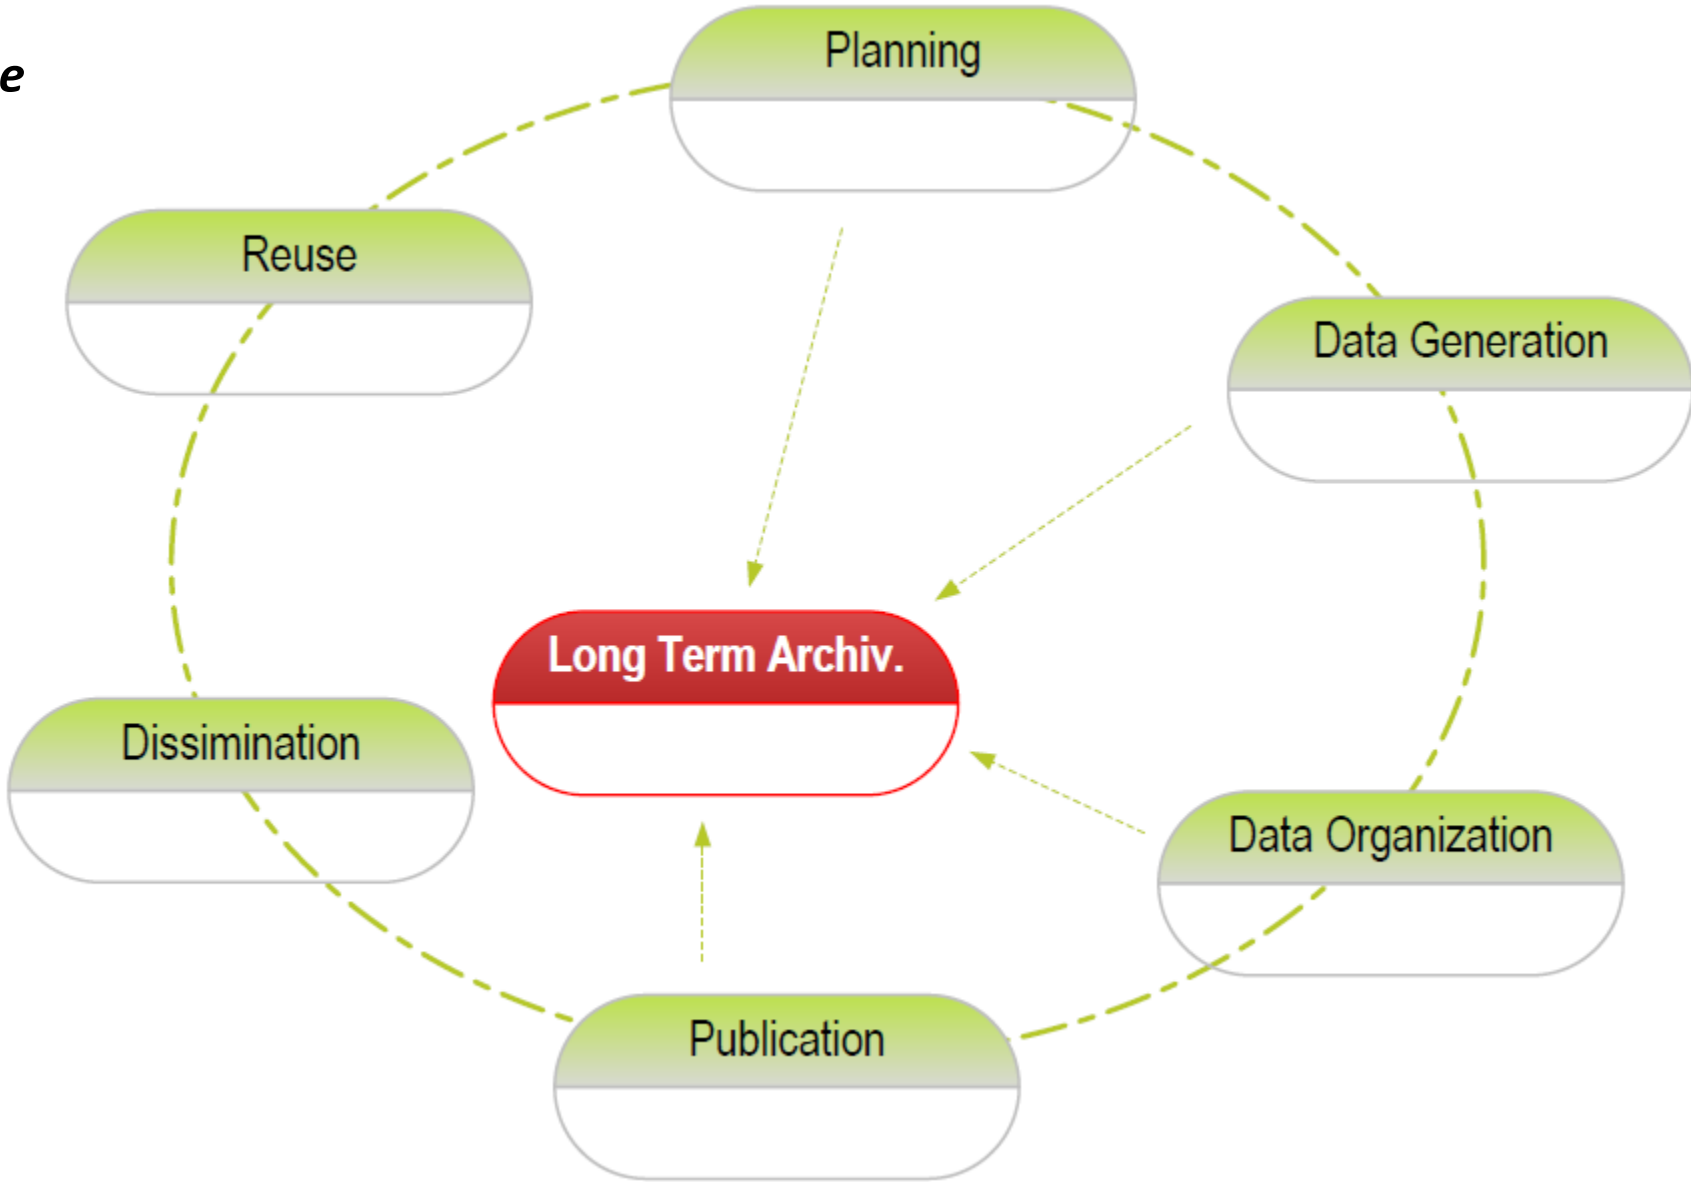 e
Planning
Reuse
Data Generation
Long Term Archiv.
Dissimination
Data Organization
Publication